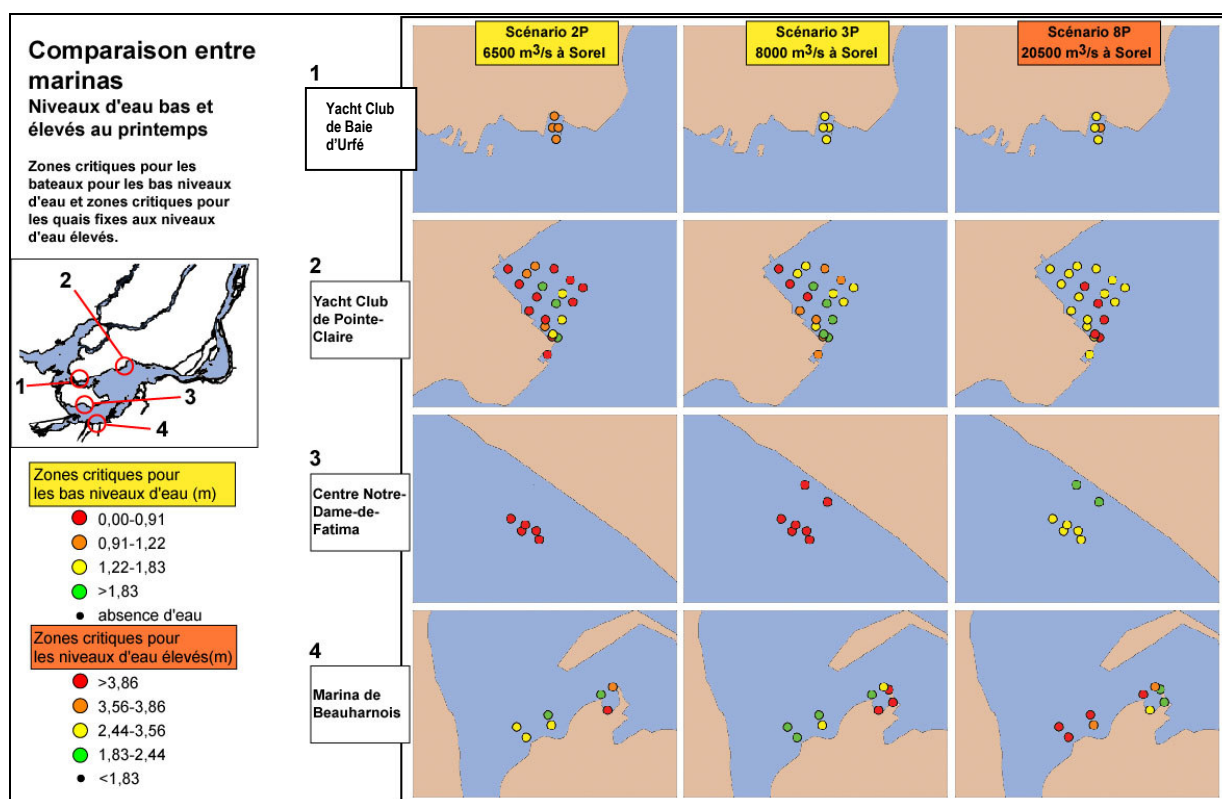 Comparaison entre
marinas
Niveaux d'eau bas et
élevés au printemps
Zones critiques pour les
bateaux pour les bas niveaux
d'eau et zones critiques pour
les quais fixes aux niveaux
d'eau élevés.
2
1
3
4
Zones critiques pour
les bas niveaux d'eau (m)
0,00-0,91
0,91-1,22
1,22-1,83
>1,83
absence d'eau
Zones critiques pour
les niveaux d'eau élevés(m)
>3,86
3,56-3,86
2,44-3,56
1,83-2,44
<1,83
Scénario 2P
6500 m3/s à Sorel
Scénario 3P
8000 m3/s à Sorel
Scénario 8P
20500 m3/s à Sorel
1
Yacht Club
de Baie
d'Urfé
2
Yacht Club
de Pointe-
Claire
3
Centre Notre-
Dame-de-
Fatima
4
Marina de
Beauharnois